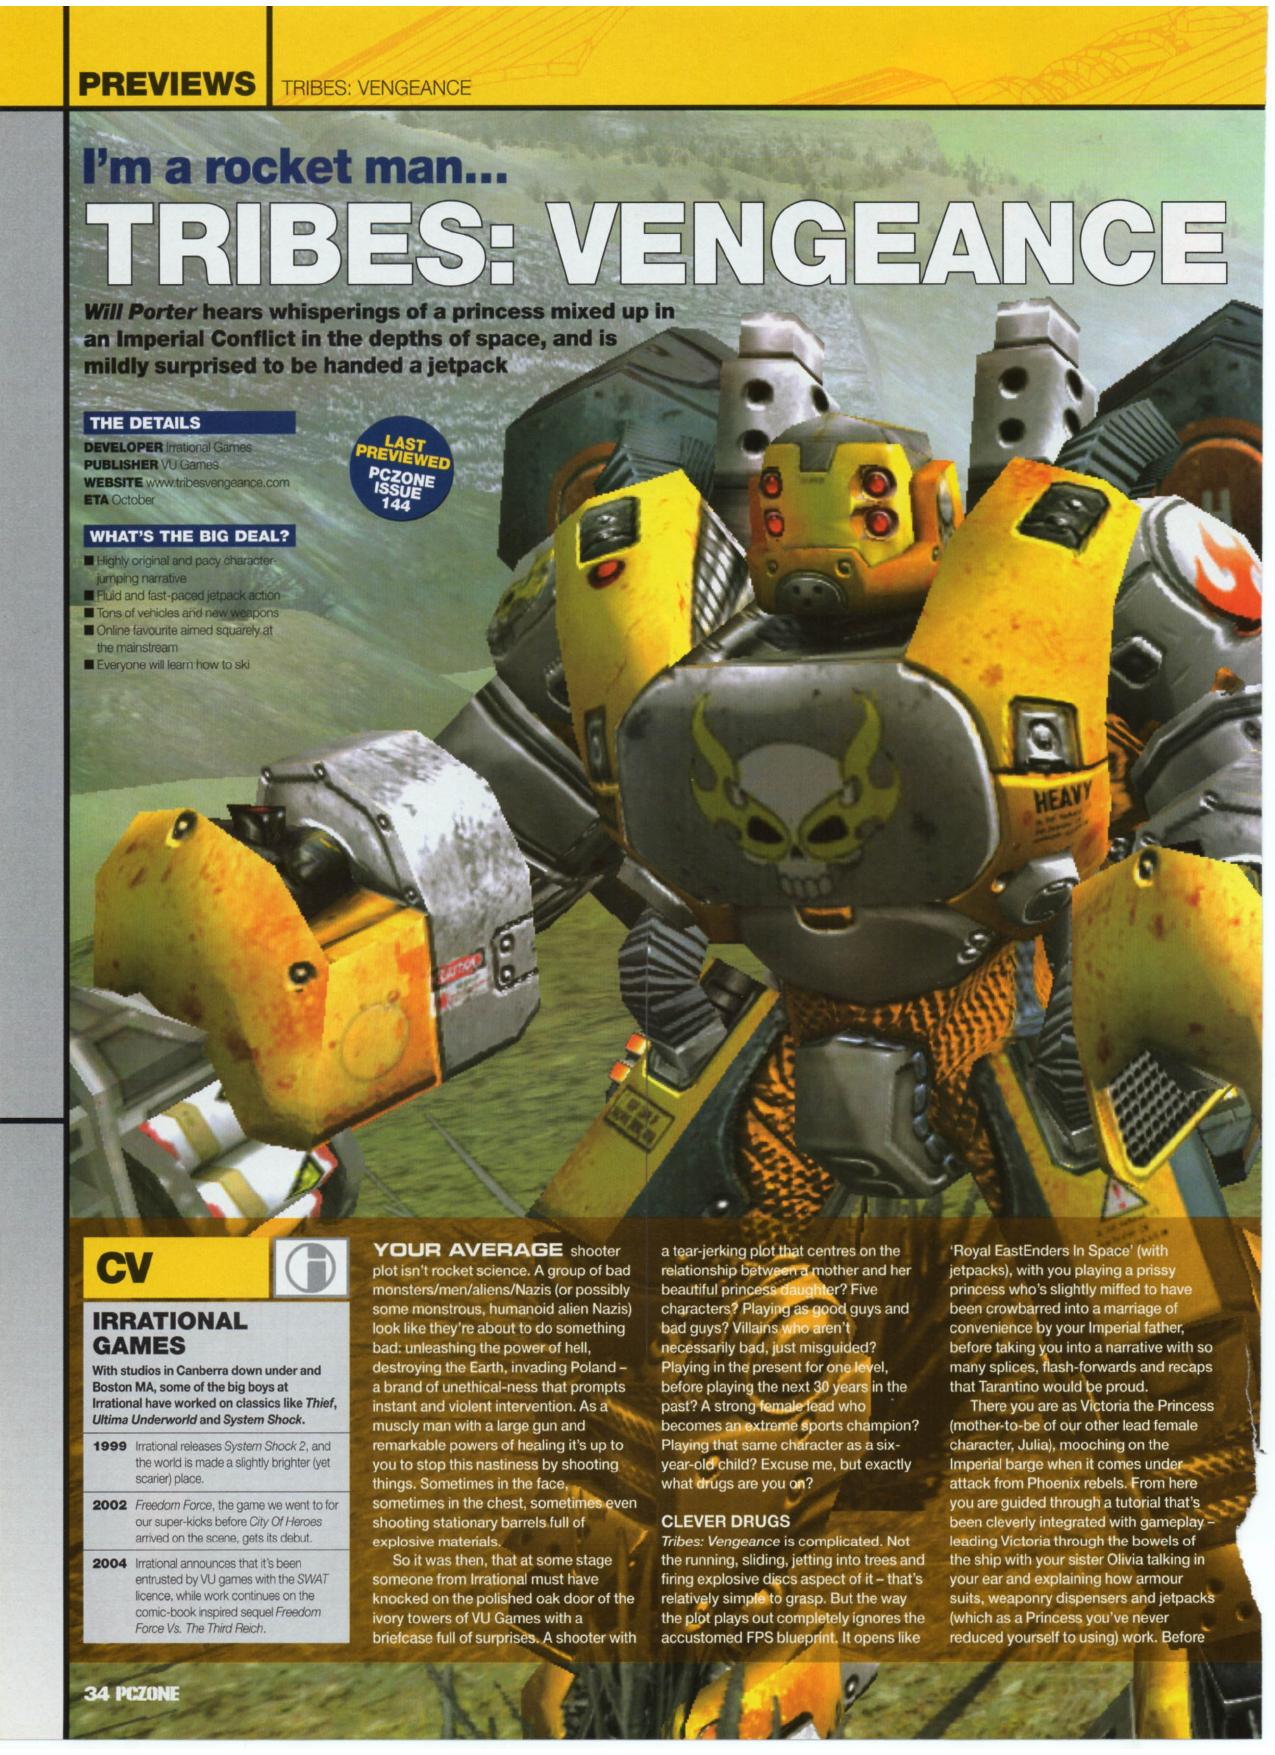 PREVIEWS
TRIBES: VENGEANCE
I'm a rocket man...
TRIBES: VENGEANCE
Will Porter hears whisperings of a princess mixed up in
an Imperial Conflict in the depths of space, and is
mildly surprised to be handed a jetpack
THE DETAILS
DEVELOPER Irrational Games
PUBLISHER VU Games
WEBSITE www.tribesvengeance.com
ETA October
LAST
PREVIEWED
PCZONE
ISSUE
144
WHAT'S THE BIG DEAL?
■ Highly original and pacy character-
jumping narrative
■ Fluid and fast-paced jetpack action
■ Tons of vehicles and new weapons
■ Online favourite aimed squarely at
the mainstream
■ Everyone will learn how to ski
HEAVY
CAUTION
CV
i
IRRATIONAL
GAMES
With studios in Canberra down under and
Boston MA, some of the big boys at
Irrational have worked on classics like Thief,
Ultima Underworld and System Shock.
1999 Irrational releases System Shock 2, and
the world is made a slightly brighter (yet
scarier) place.
2002 Freedom Force, the game we went to for
our super-kicks before City Of Heroes
arrived on the scene, gets its debut.
2004 Irrational announces that it's been
entrusted by VU games with the SWAT
licence, while work continues on the
comic-book inspired sequel Freedom
Force Vs. The Third Reich.
YOUR AVERAGE shooter
plot isn't rocket science. A group of bad
monsters/men/aliens/Nazis (or possibly
some monstrous, humanoid alien Nazis)
look like they're about to do something
bad: unleashing the power of hell,
destroying the Earth, invading Poland –
a brand of unethical-ness that prompts
instant and violent intervention. As a
muscly man with a large gun and
remarkable powers of healing it's up to
you to stop this nastiness by shooting
things. Sometimes in the face,
sometimes in the chest, sometimes even
shooting stationary barrels full of
explosive materials.
So it was then, that at some stage
someone from Irrational must have
knocked on the polished oak door of the
ivory towers of VU Games with a
briefcase full of surprises. A shooter with
a tear-jerking plot that centres on the
relationship between a mother and her
beautiful princess daughter? Five
characters? Playing as good guys and
bad guys? Villains who aren't
necessarily bad, just misguided?
Playing in the present for one level,
before playing the next 30 years in the
past? A strong female lead who
becomes an extreme sports champion?
Playing that same character as a six-
year-old child? Excuse me, but exactly
what drugs are you on?
CLEVER DRUGS
Tribes: Vengeance is complicated. Not
the running, sliding, jetting into trees and
firing explosive discs aspect of it – that's
relatively simple to grasp. But the way
the plot plays out completely ignores the
accustomed FPS blueprint. It opens like
'Royal EastEnders In Space' (with
jetpacks), with you playing a prissy
princess who's slightly miffed to have
been crowbarred into a marriage of
convenience by your Imperial father,
before taking you into a narrative with so
many splices, flash-forwards and recaps
that Tarantino would be proud.
There you are as Victoria the Princess
(mother-to-be of our other lead female
character, Julia), mooching on the
Imperial barge when it comes under
attack from Phoenix rebels. From here
you are guided through a tutorial that's
been cleverly integrated with gameplay –
leading Victoria through the bowels of
the ship with your sister Olivia talking in
your ear and explaining how armour
suits, weaponry dispensers and jetpacks
(which as a Princess you've never
reduced yourself to using) work. Before
34 PCZONE